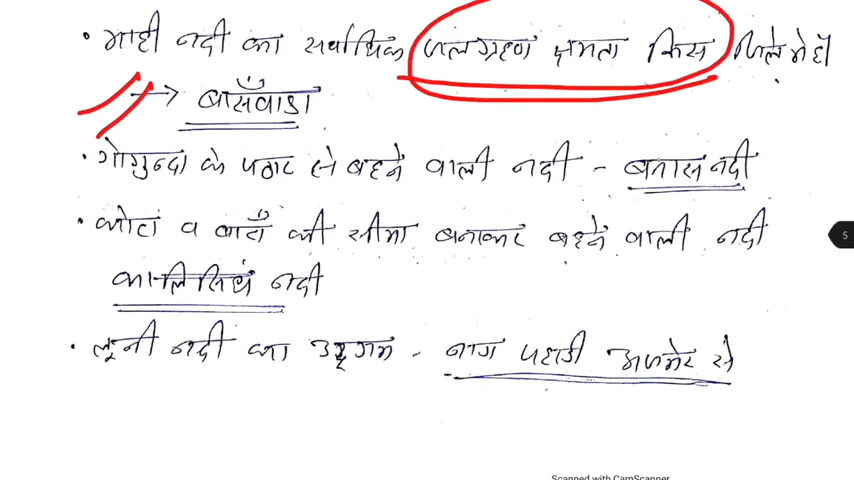 • माही नदी का सर्वाधिक जलग्रहण क्षमता किस जिले मे हैं
→ बाँसवाडा
• गोगुन्दा के पठार से बहने वाली नदी - बनास नदी
• कोटा व बाराँ की सीमा बनाकर बहने वाली नदी
कालिसिंध नदी
• लूनी नदी का उद्गम - नाग पहाडी अजमेर से
5
Scanned with CamScanner